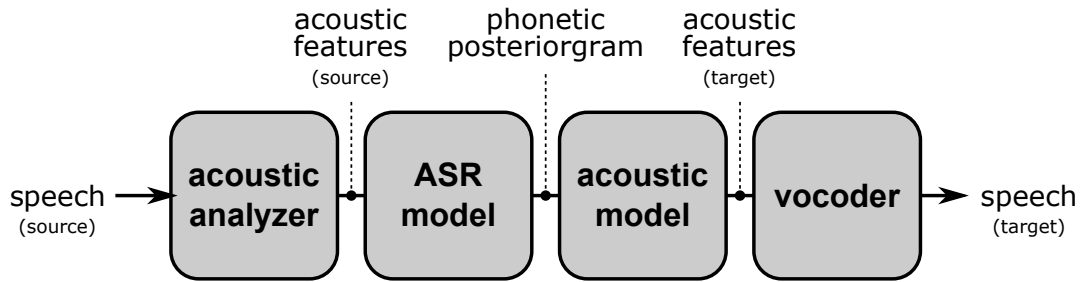 acoustic
features
(source)
phonetic
posteriorgram
acoustic
features
(target)
speech
(source)
acoustic
analyzer
ASR
model
acoustic
model
vocoder
speech
(target)